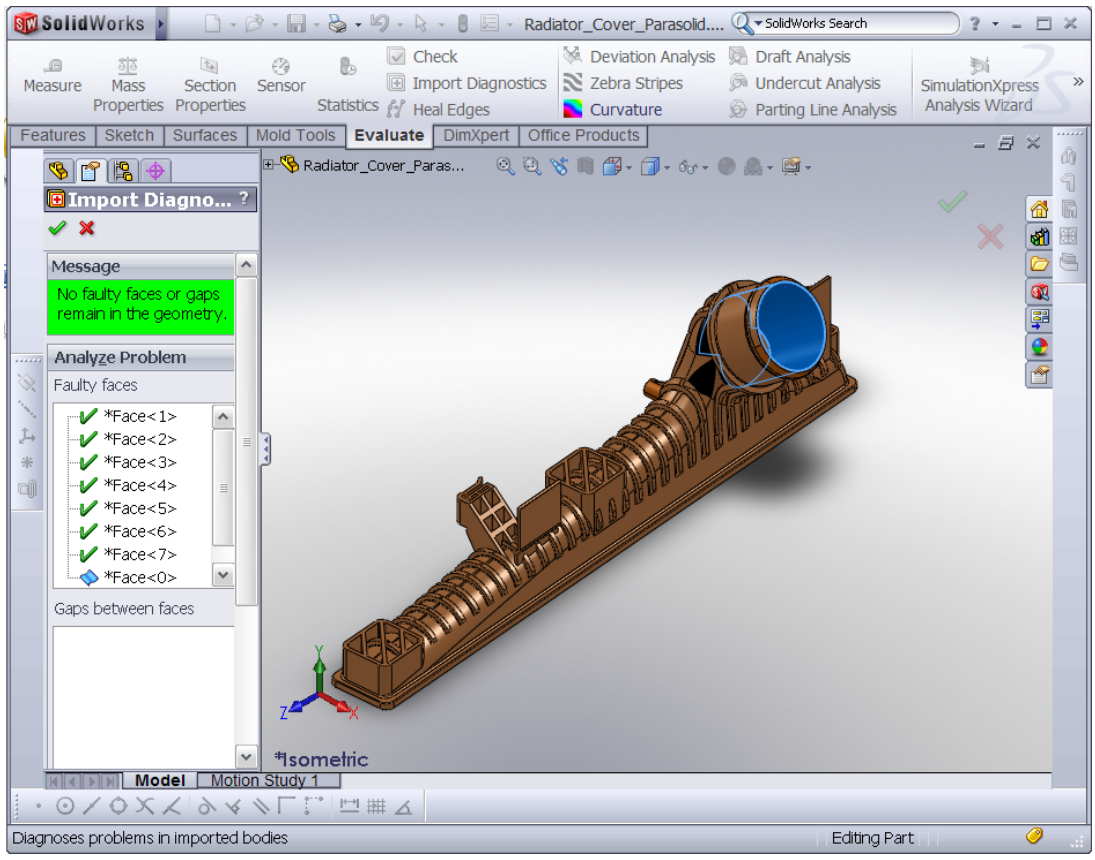 SolidWorks
Radiator_Cover_Parasolid....
SolidWorks Search
?
Measure
Mass Properties
Section Properties
Sensor
Statistics
Check
Import Diagnostics
Heal Edges
Deviation Analysis
Zebra Stripes
Curvature
Draft Analysis
Undercut Analysis
Parting Line Analysis
SimulationXpress Analysis Wizard
»
Features
Sketch
Surfaces
Mold Tools
Evaluate
DimXpert
Office Products
Radiator_Cover_Paras...
Import Diagno... ?
Message
No faulty faces or gaps
remain in the geometry.
Analyze Problem
Faulty faces
*Face<1>
*Face<2>
*Face<3>
*Face<4>
*Face<5>
*Face<6>
*Face<7>
*Face<0>
Gaps between faces
Y
Z
X
*Isometric
Model
Motion Study 1
Diagnoses problems in imported bodies
Editing Part